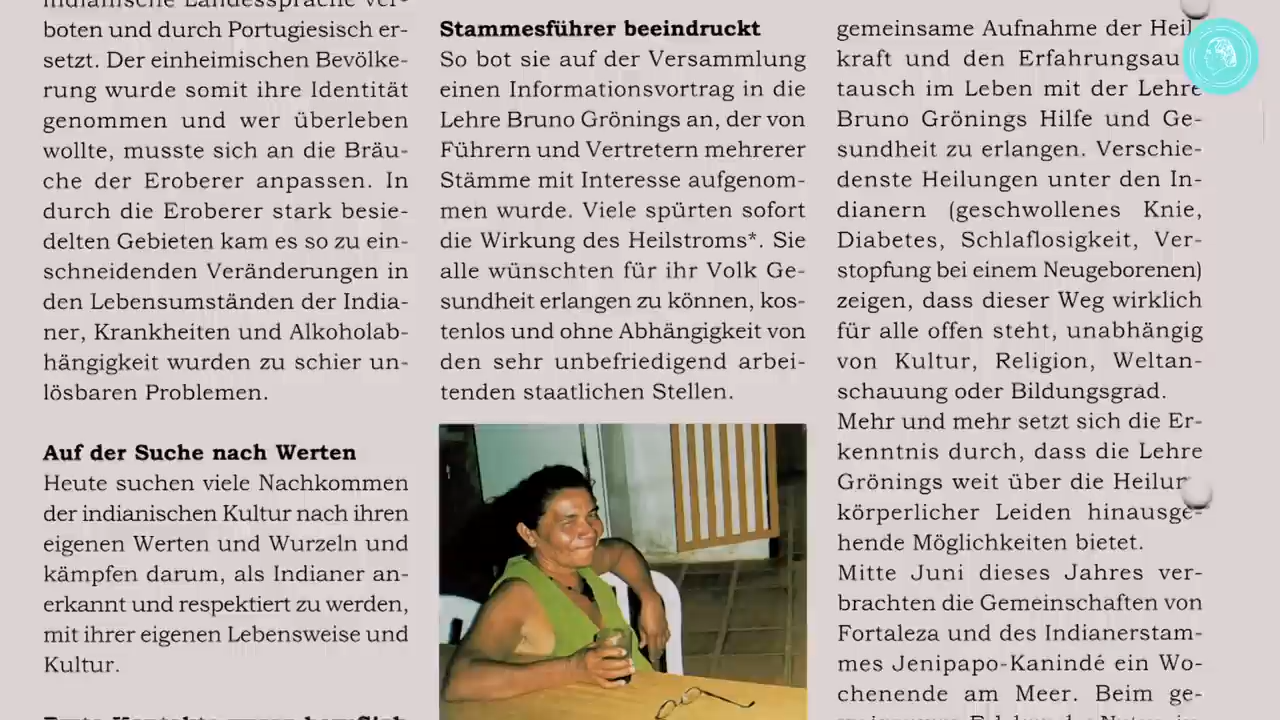 indianische Landessprache ver-
boten und durch Portugiesisch er-
setzt. Der einheimischen Bevölke-
rung wurde somit ihre Identität
genommen und wer überleben
wollte, musste sich an die Bräu-
che der Eroberer anpassen. In
durch die Eroberer stark besie-
delten Gebieten kam es so zu ein-
schneidenden Veränderungen in
den Lebensumständen der India-
ner, Krankheiten und Alkoholab-
hängigkeit wurden zu schier un-
lösbaren Problemen.
Auf der Suche nach Werten
Heute suchen viele Nachkommen
der indianischen Kultur nach ihren
eigenen Werten und Wurzeln und
kämpfen darum, als Indianer an-
erkannt und respektiert zu werden,
mit ihrer eigenen Lebensweise und
Kultur.
Stammesführer beeindruckt
So bot sie auf der Versammlung
einen Informationsvortrag in die
Lehre Bruno Grönings an, der von
Führern und Vertretern mehrerer
Stämme mit Interesse aufgenom-
men wurde. Viele spürten sofort
die Wirkung des Heilstroms*. Sie
alle wünschten für ihr Volk Ge-
sundheit erlangen zu können, kos-
tenlos und ohne Abhängigkeit von
den sehr unbefriedigend arbei-
tenden staatlichen Stellen.
gemeinsame Aufnahme der Heil-
kraft und den Erfahrungsaus-
tausch im Leben mit der Lehre
Bruno Grönings Hilfe und Ge-
sundheit zu erlangen. Verschie-
denste Heilungen unter den In-
dianern (geschwollenes Knie,
Diabetes, Schlaflosigkeit, Ver-
stopfung bei einem Neugeborenen)
zeigen, dass dieser Weg wirklich
für alle offen steht, unabhängig
von Kultur, Religion, Weltan-
schauung oder Bildungsgrad.
Mehr und mehr setzt sich die Er-
kenntnis durch, dass die Lehre
Grönings weit über die Heilung
körperlicher Leiden hinausge-
hende Möglichkeiten bietet.
Mitte Juni dieses Jahres ver-
brachten die Gemeinschaften von
Fortaleza und des Indianerstam-
mes Jenipapo-Kanindé ein Wo-
chenende am Meer. Beim ge-